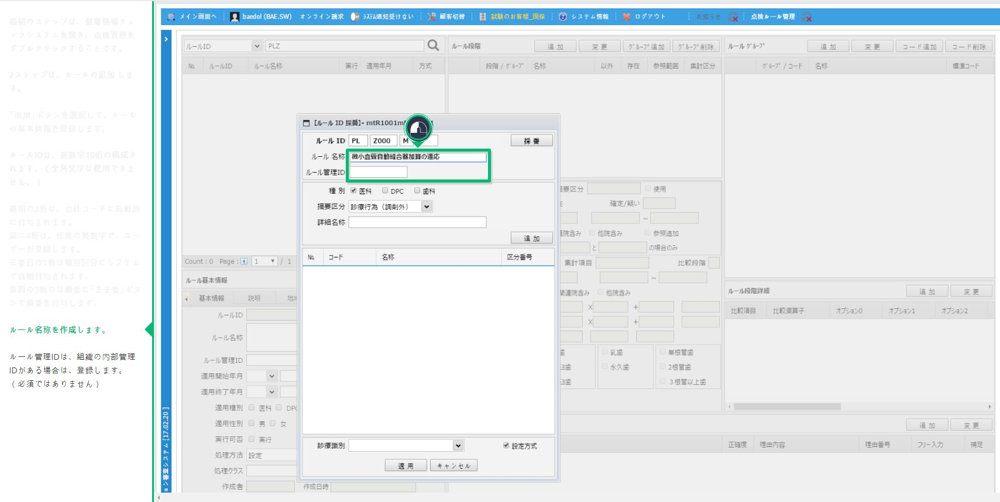 最初のステップは、健康情報チェ
ックシステムを開き、点検管理を
ダブルクリックすることです。
2ステップは、ルールの追加 しま
す。
「追加」ボタンを選択して、ルール
の基本情報を登録します。
ルールIDは、英数字10桁の構成さ
れます。（全角文字は使用できま
せん。）
最初の2桁は、会社コードに自動的
に付与されます。
第二4桁は、任意の英数字で、ユー
ザーが登録します。
三番目の1桁は種別区分にシステム
で自動付与されます。
第四の3桁のは順番に「まま番」ボタ
ンで順番を付与します。
ルール名称を作成します。
ルール管理IDは、組織の内部管理
IDがある場合は、登録します。
（必須ではありません）
メイン画面へ baedol (BAE.SW) オンライン請求 ｼｽﾃﾑ通知受けない 顧客切替 試験のお客様_国保 システム情報 ログアウト お知らせ 点検ルール管理
ルールID PLZ
No. ルールID ルール名称 実行 適用年月 方式
Count : 0 Page : 1 / 1
ルール基本情報
基本情報 説明
ルールID
ルール名称
ルール管理ID
適用開始年月
適用終了年月
適用種別 医科 DPC
適用性別 男 女
実行可否 実行
処理方法 設定
処理クラス
作成者 作成日時
ョン審査システム [17.02.20 ]
ルール段階 追 加 変 更 ｸﾞﾙｰﾌﾟ追加 ｸﾞﾙｰﾌﾟ削除
段階 / ｸﾞﾙｰﾌﾟ 名称 以外 存在 参照範囲 集計区分
ルール ｸﾞﾙｰﾌﾟ 追 加 変 更 コード追加 コード削除
ｸﾞﾙｰﾌﾟ / コード 名称 標準コード
【ルール ID 採番】- mtR1001m
ルール ID PL Z000 M 採 番
ルール 名称 微小血管自動縫合器加算の適応
ルール管理ID
種 別 医科 DPC 歯科
摘要区分 診療行為（調剤外）
詳細名称
追 加
No. コード 名称 区分番号
診療識別 設定方式
適 用 キャンセル
摘要区分 使用
確定/疑い
～
連院含み 他院含み 参照追加
と の場合のみ
集計項目 比較段階
～
関連院含み 他院含み
X +
X +
歯 乳歯 単根管歯
臼歯 永久歯 2根管歯
臼歯 3根管以上歯
ルール段階詳細 追 加 変 更
比較項目 比較演算子 オプション0 オプション1 オプション2
追 加 変 更
正確度 理由内容 理由番号 フリー入力 補足